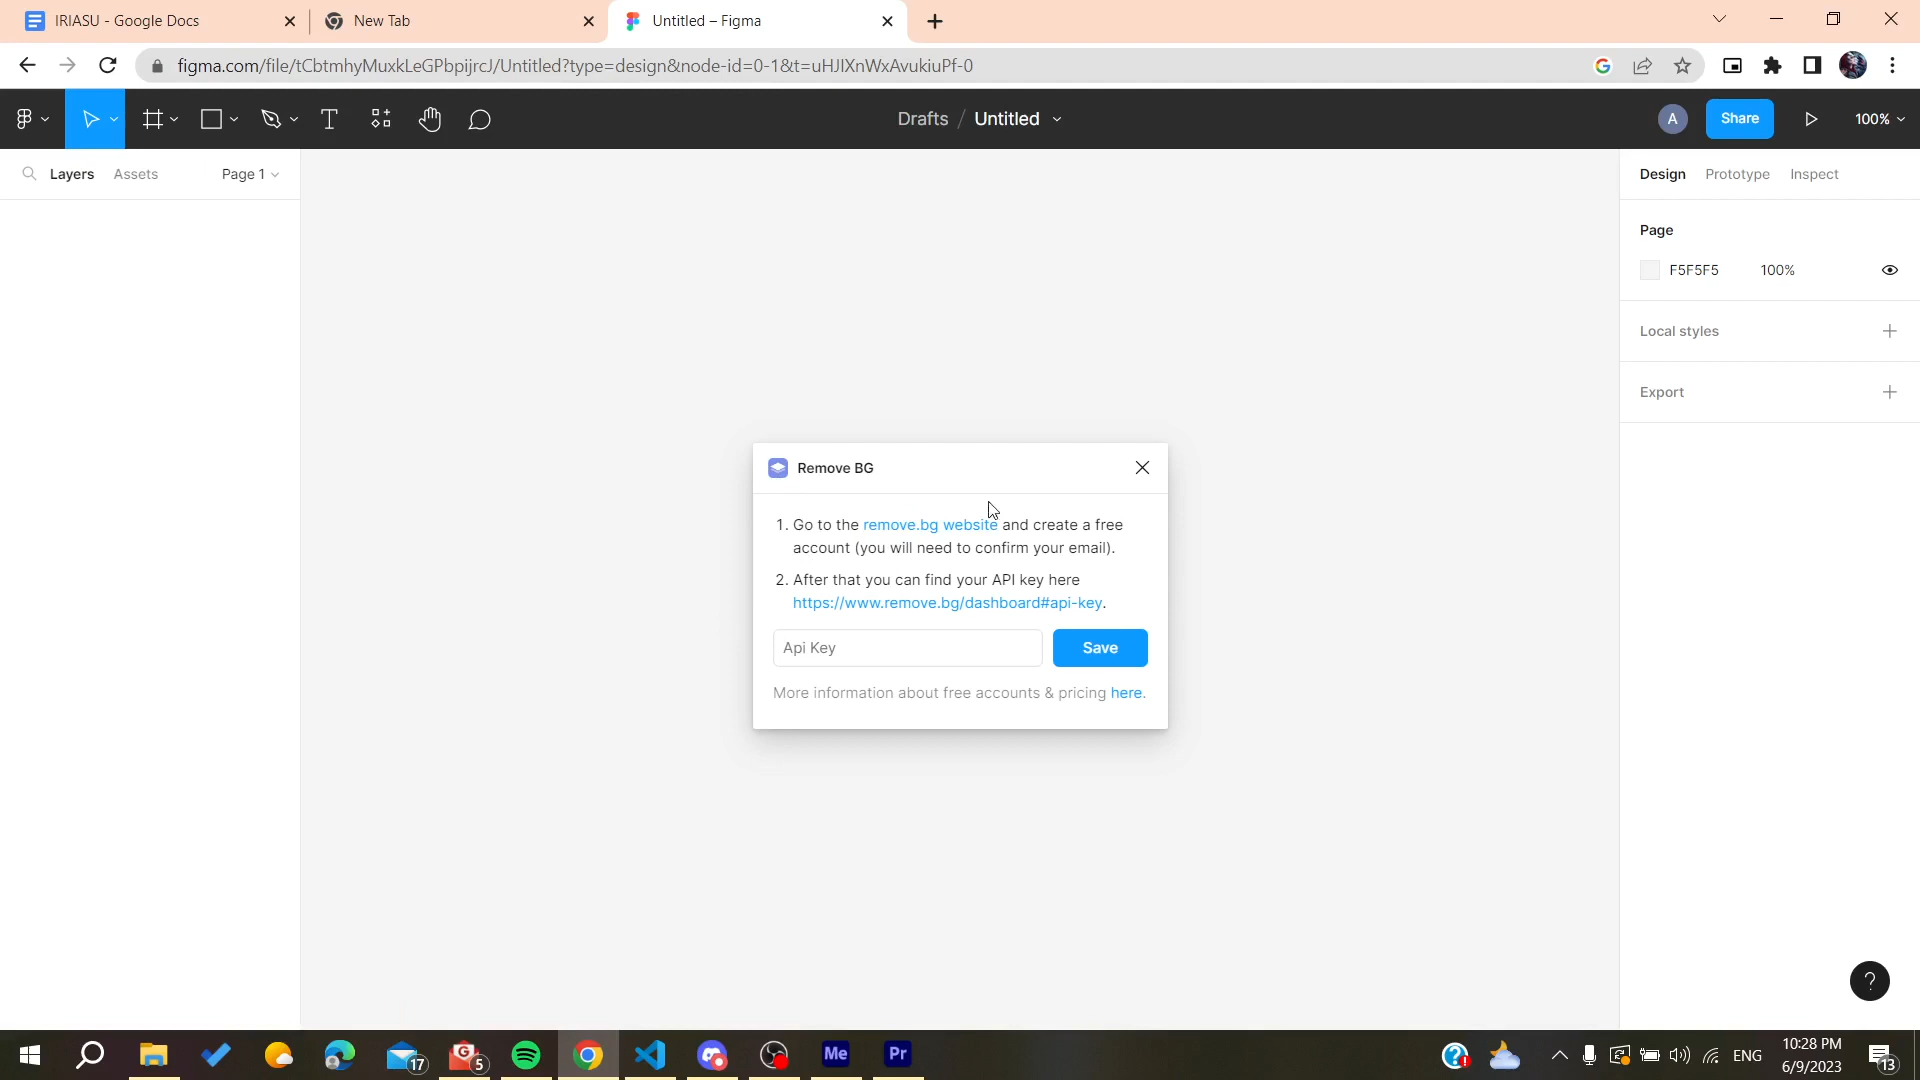 IRIASU - Google Docs
New Tab
Untitled – Figma
figma.com/file/tCbtmhyMuxkLeGPbpijrcJ/Untitled?type=design&node-id=0-1&t=uHJIXnWxAvukiuPf-0
Drafts / Untitled
A
Share
100%
Layers
Assets
Page 1
Design
Prototype
Inspect
Page
F5F5F5
100%
Local styles
Export
Remove BG
1. Go to the remove.bg website and create a free
account (you will need to confirm your email).
2. After that you can find your API key here
https://www.remove.bg/dashboard#api-key.
Api Key
Save
More information about free accounts & pricing here.
?
17
5
Me
Pr
ENG
10:28 PM
6/9/2023
13